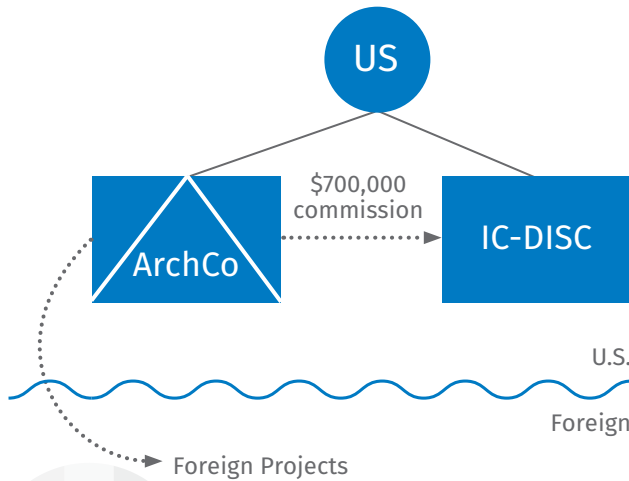 US
$700,000
commission
ArchCo
IC-DISC
U.S.
Foreign
Foreign Projects